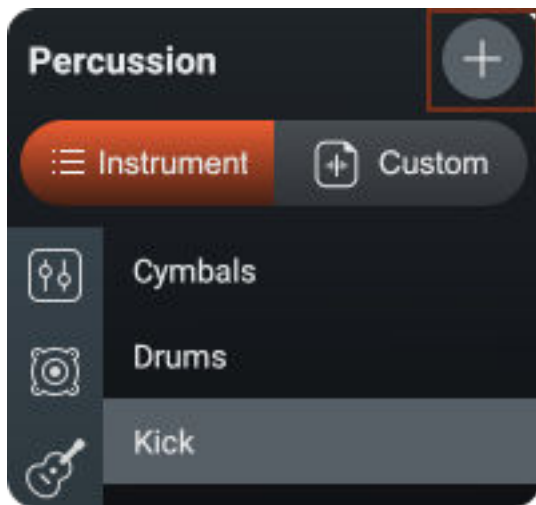 Percussion
Instrument Custom
Cymbals
Drums
Kick